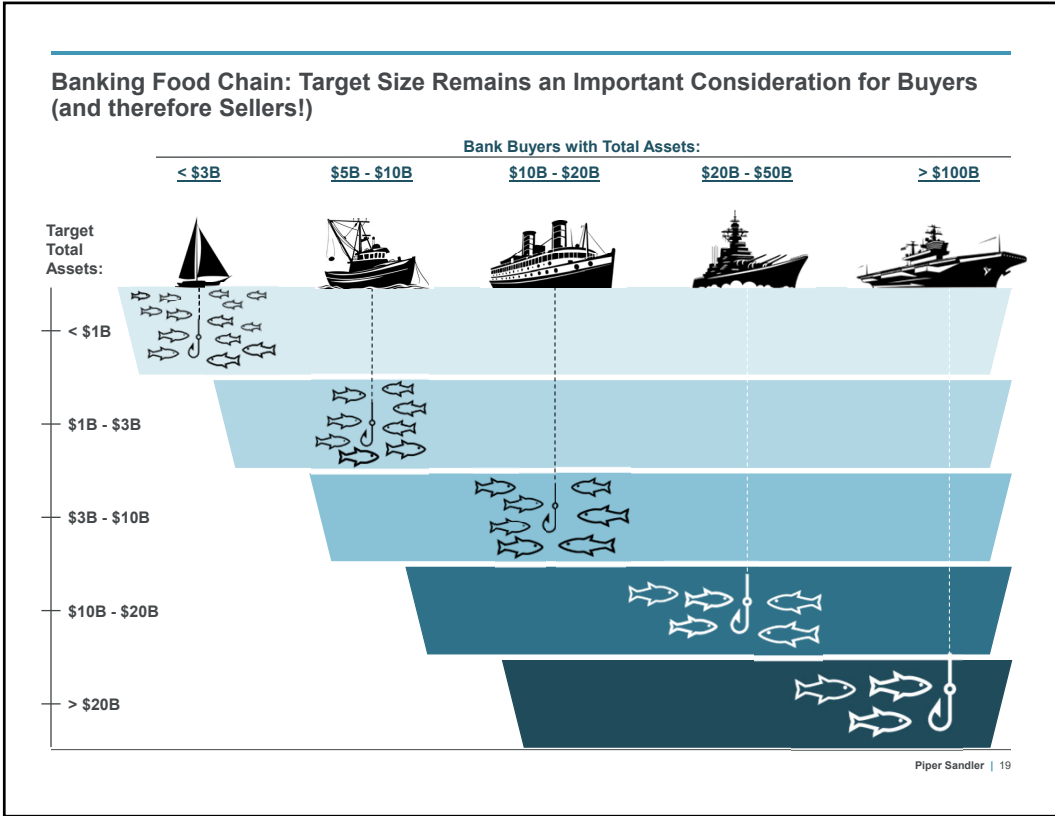 Banking Food Chain: Target Size Remains an Important Consideration for Buyers
(and therefore Sellers!)
Bank Buyers with Total Assets:
< $3B
$5B - $10B
$10B - $20B
$20B - $50B
> $100B
Target
Total
Assets:
< $1B
$1B - $3B
$3B - $10B
$10B - $20B
> $20B
Piper Sandler | 19